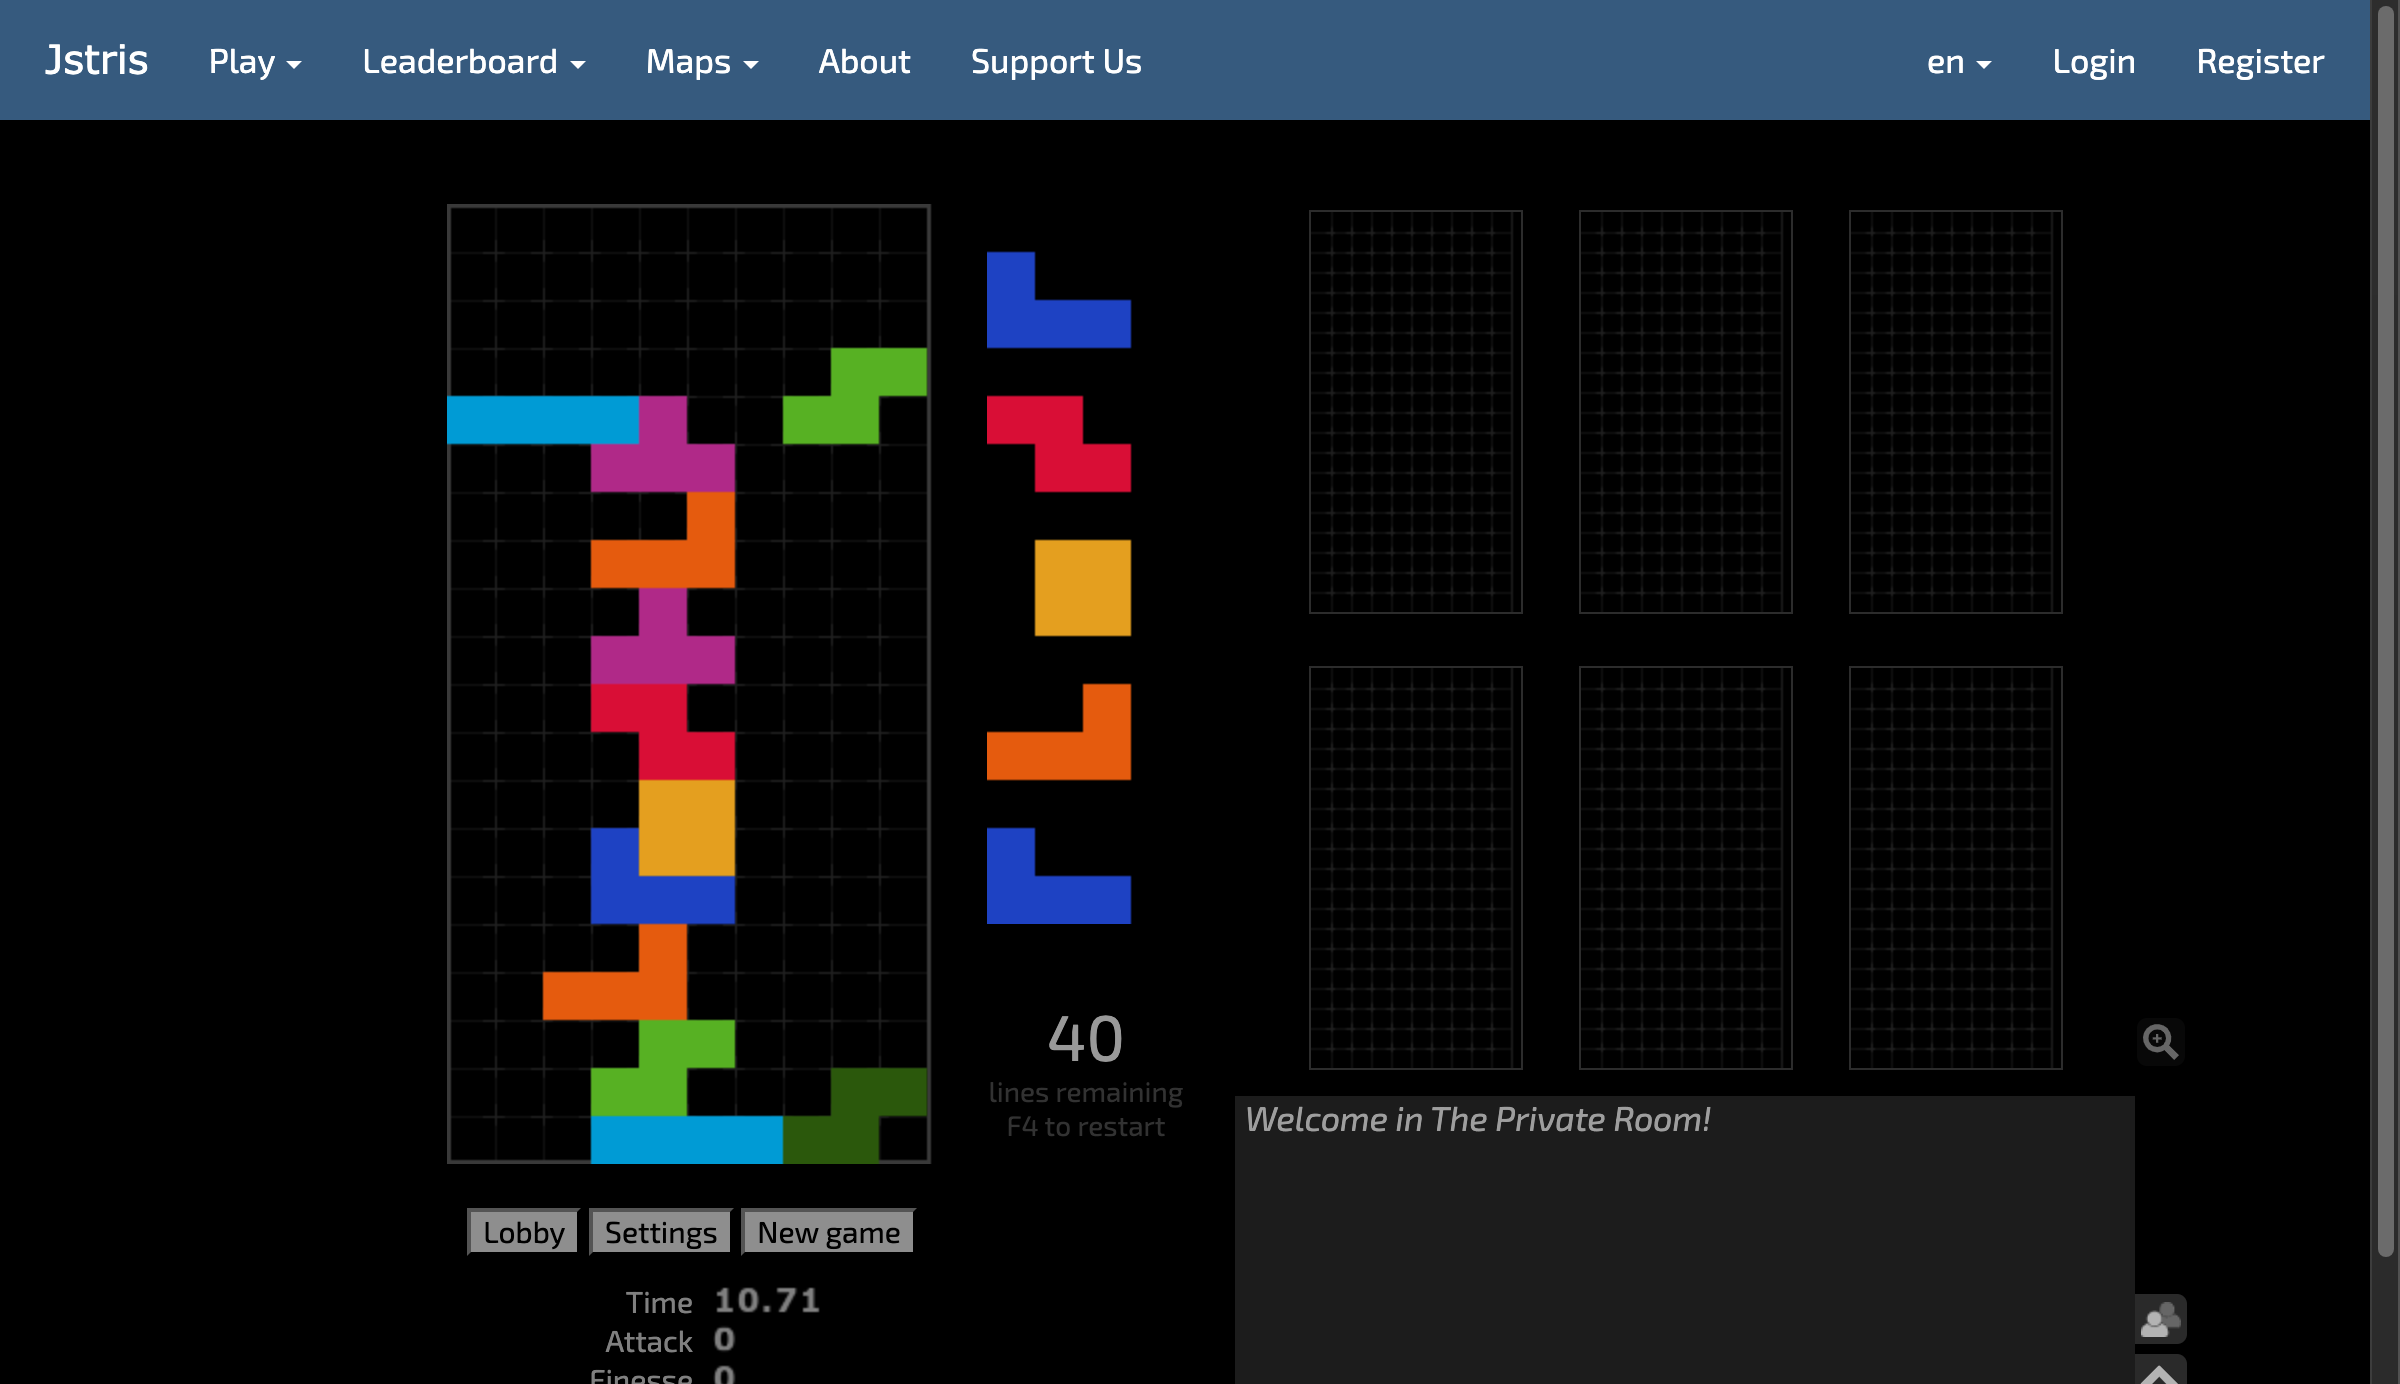 Jstris Play Leaderboard Maps About Support Us en Login Register
40
lines remaining
F4 to restart
Welcome in The Private Room!
Lobby Settings New game
Time 10.71
Attack 0
Finesse 0